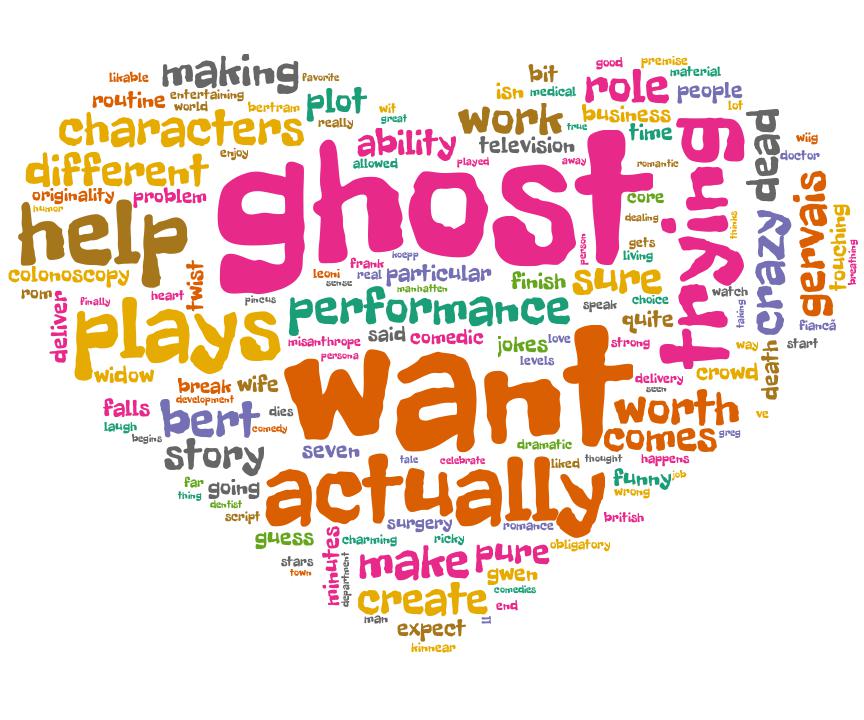 likable
making
favorite
routine
entertaining
world
bertram
plot
wit
great
really
characters
enjoy
different
originality
problem
humor
help
colonoscopy
rom
finally
heart
twist
pincus
deliver
good
premise
material
bit
isn
medical
role
people
lot
work
business
true
time
television
ability
allowed
played
away
romantic
ghost
trying
dead
wiig
doctor
core
dealing
person
gets
living
thinks
crazy
gervais
touching
breathing
koepp
frank
leoni
real
sense
particular
manhatten
finish
sure
choice
speak
quite
watch
taking
fiancã
start
performance
plays
misanthrope
persona
said
comedic
jokes
love
levels
strong
way
death
crowd
widow
break
wife
development
falls
laugh
begins
bert
dies
comedy
want
delivery
seen
worth
ve
comes
greg
story
seven
tale
celebrate
dramatic
liked
thought
happens
funny
job
wrong
far
thing
going
dentist
script
actually
british
surgery
romance
guess
minutes
charming
ricky
obligatory
stars
town
department
make
pure
gwen
comedies
create
end
man
expect
ll
kinnear